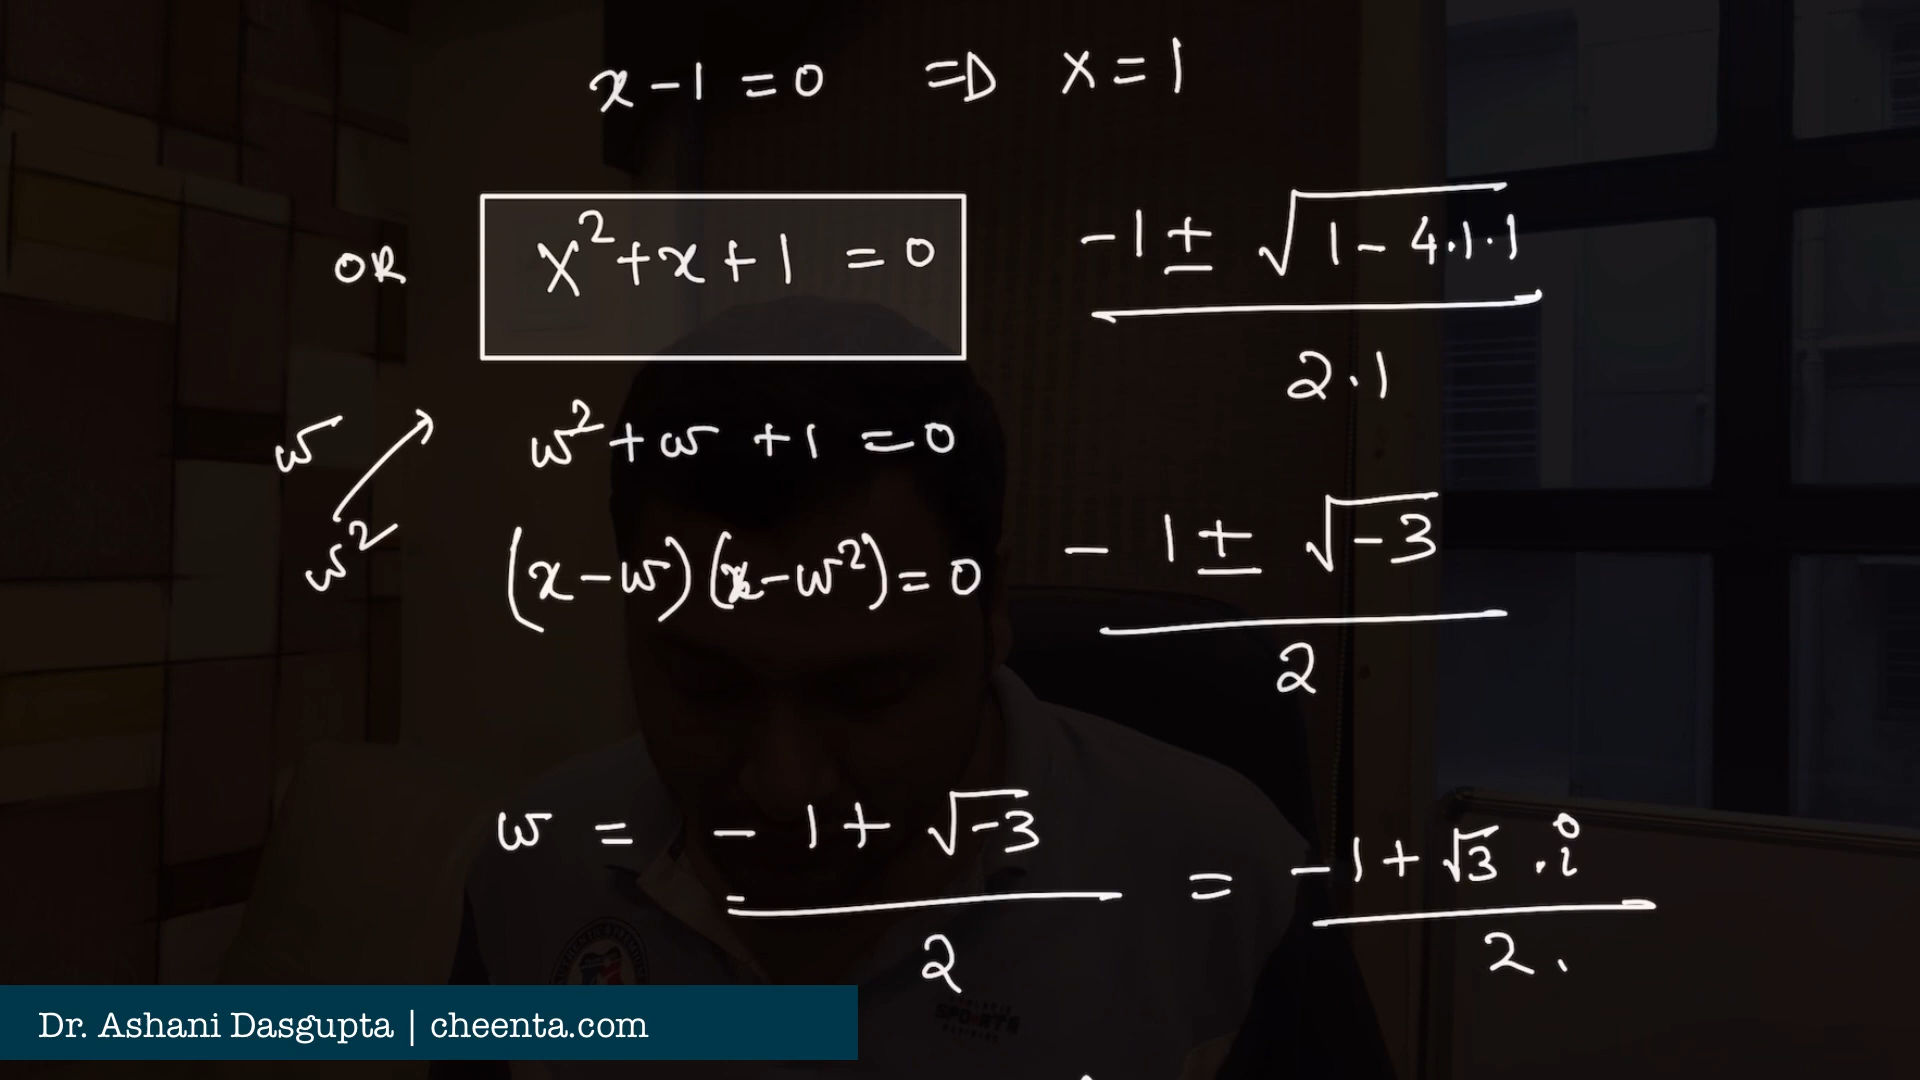 x - 1 = 0 ⇒ x = 1
OR x² + x + 1 = 0
-1 ± √(1 - 4·1·1)
2·1
ω
ω² + ω + 1 = 0
ω²
(x - ω)(x - ω²) = 0
-1 ± √-3
2
ω = (-1 + √-3)/2 = (-1 + √3 · i)/2.
Dr. Ashani Dasgupta | cheenta.com
SPORTS